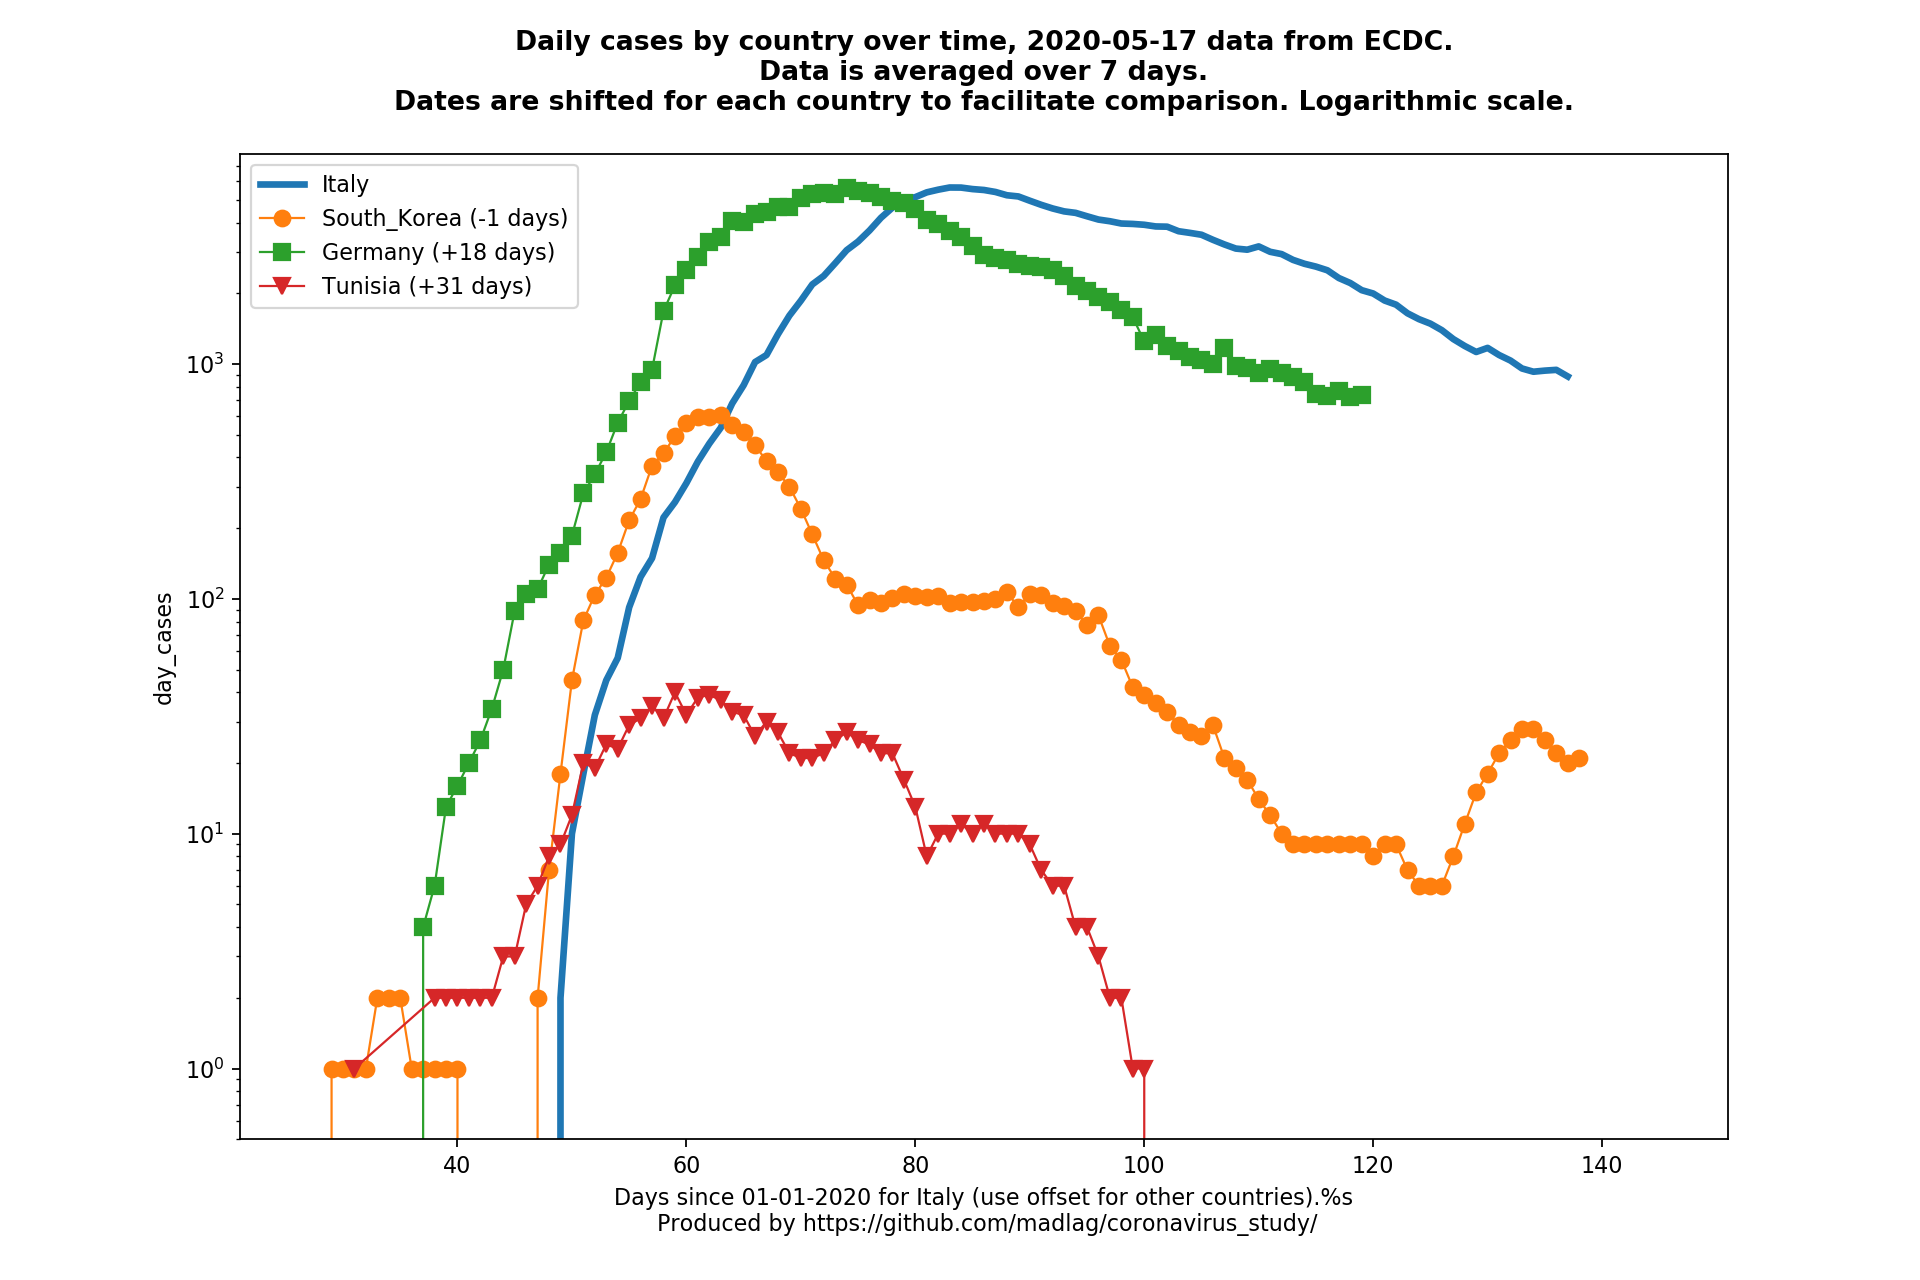 Daily cases by country over time, 2020-05-17 data from ECDC.
Data is averaged over 7 days.
Dates are shifted for each country to facilitate comparison. Logarithmic scale.
Italy
South_Korea (-1 days)
Germany (+18 days)
Tunisia (+31 days)
day_cases
10³
10²
10¹
10⁰
40 60 80 100 120 140
Days since 01-01-2020 for Italy (use offset for other countries).%s
Produced by https://github.com/madlag/coronavirus_study/